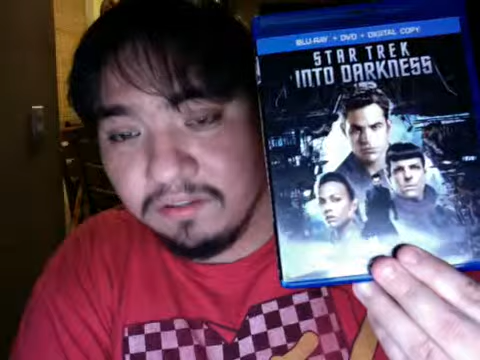 BLU-RAY + DVD + DIGITAL COPY
STAR TREK
INTO DARKNESS